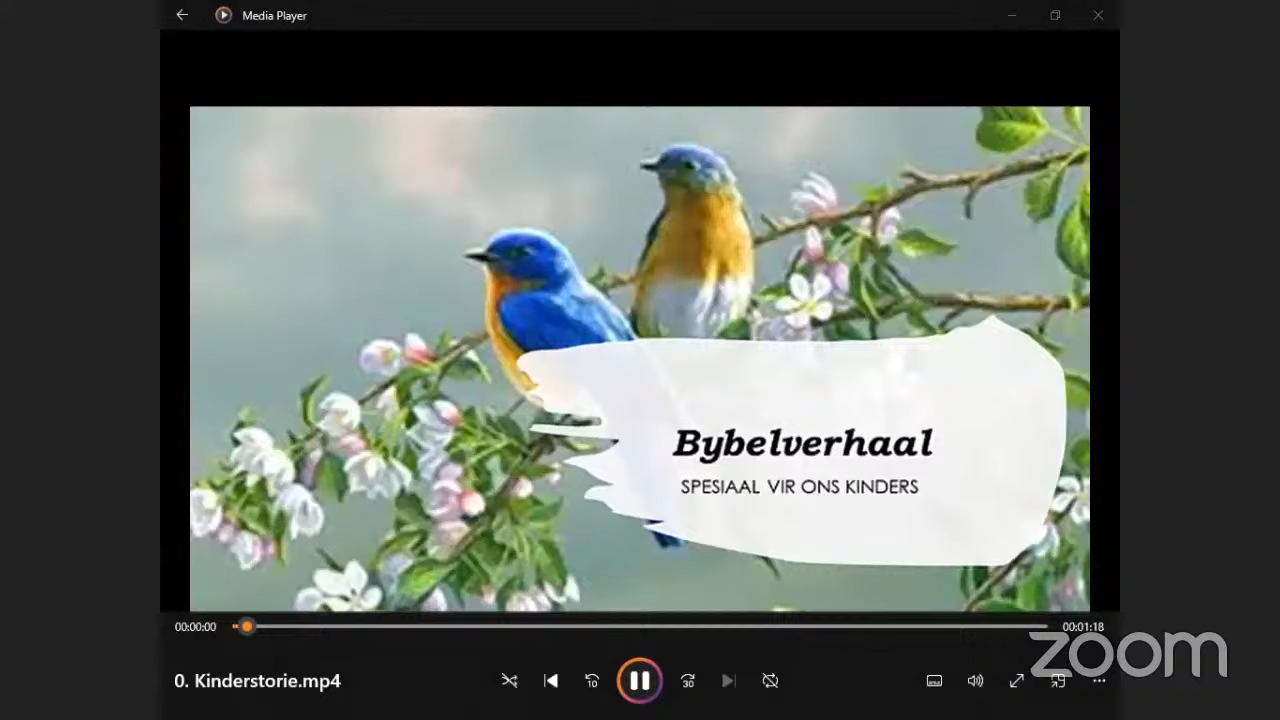 Media Player
Bybelverhaal
SPESIAAL VIR ONS KINDERS
00:00:00
00:01:18
zoom
0. Kinderstorie.mp4
10
30